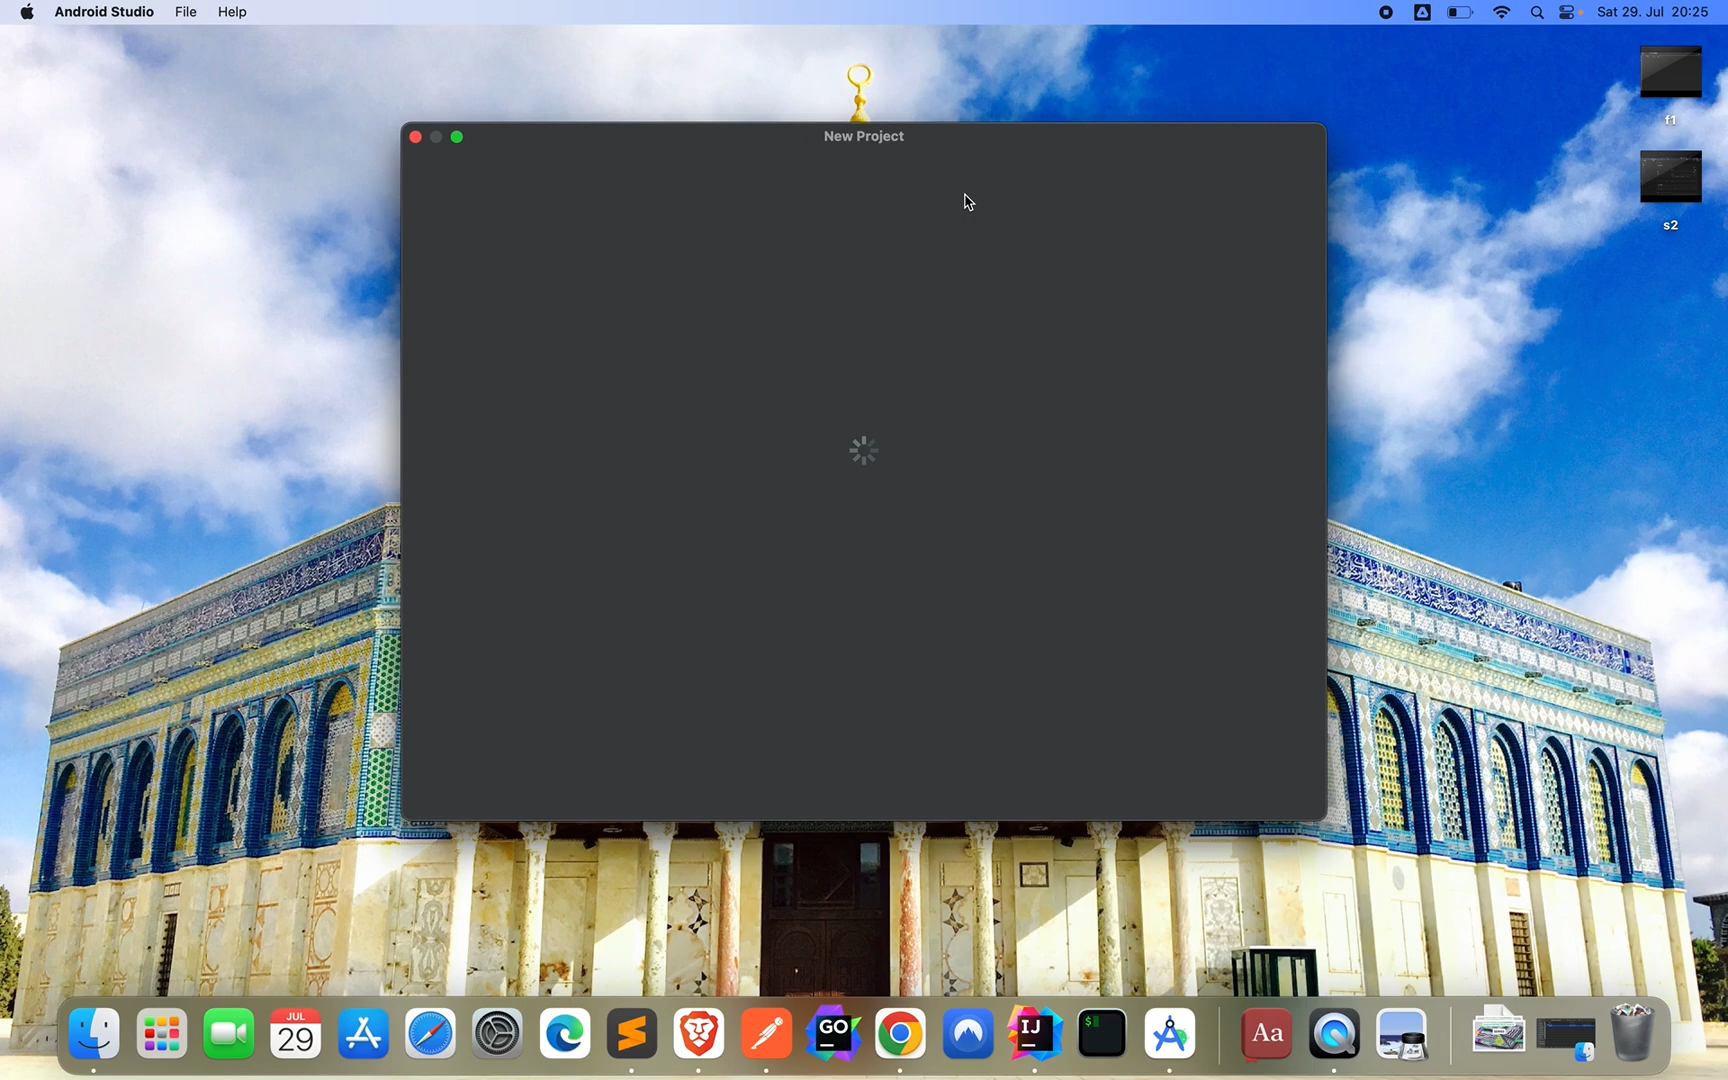 Android Studio File Help Sat 29. Jul 20:25
f1
New Project
s2
JUL
29
GO
IJ
$
Aa